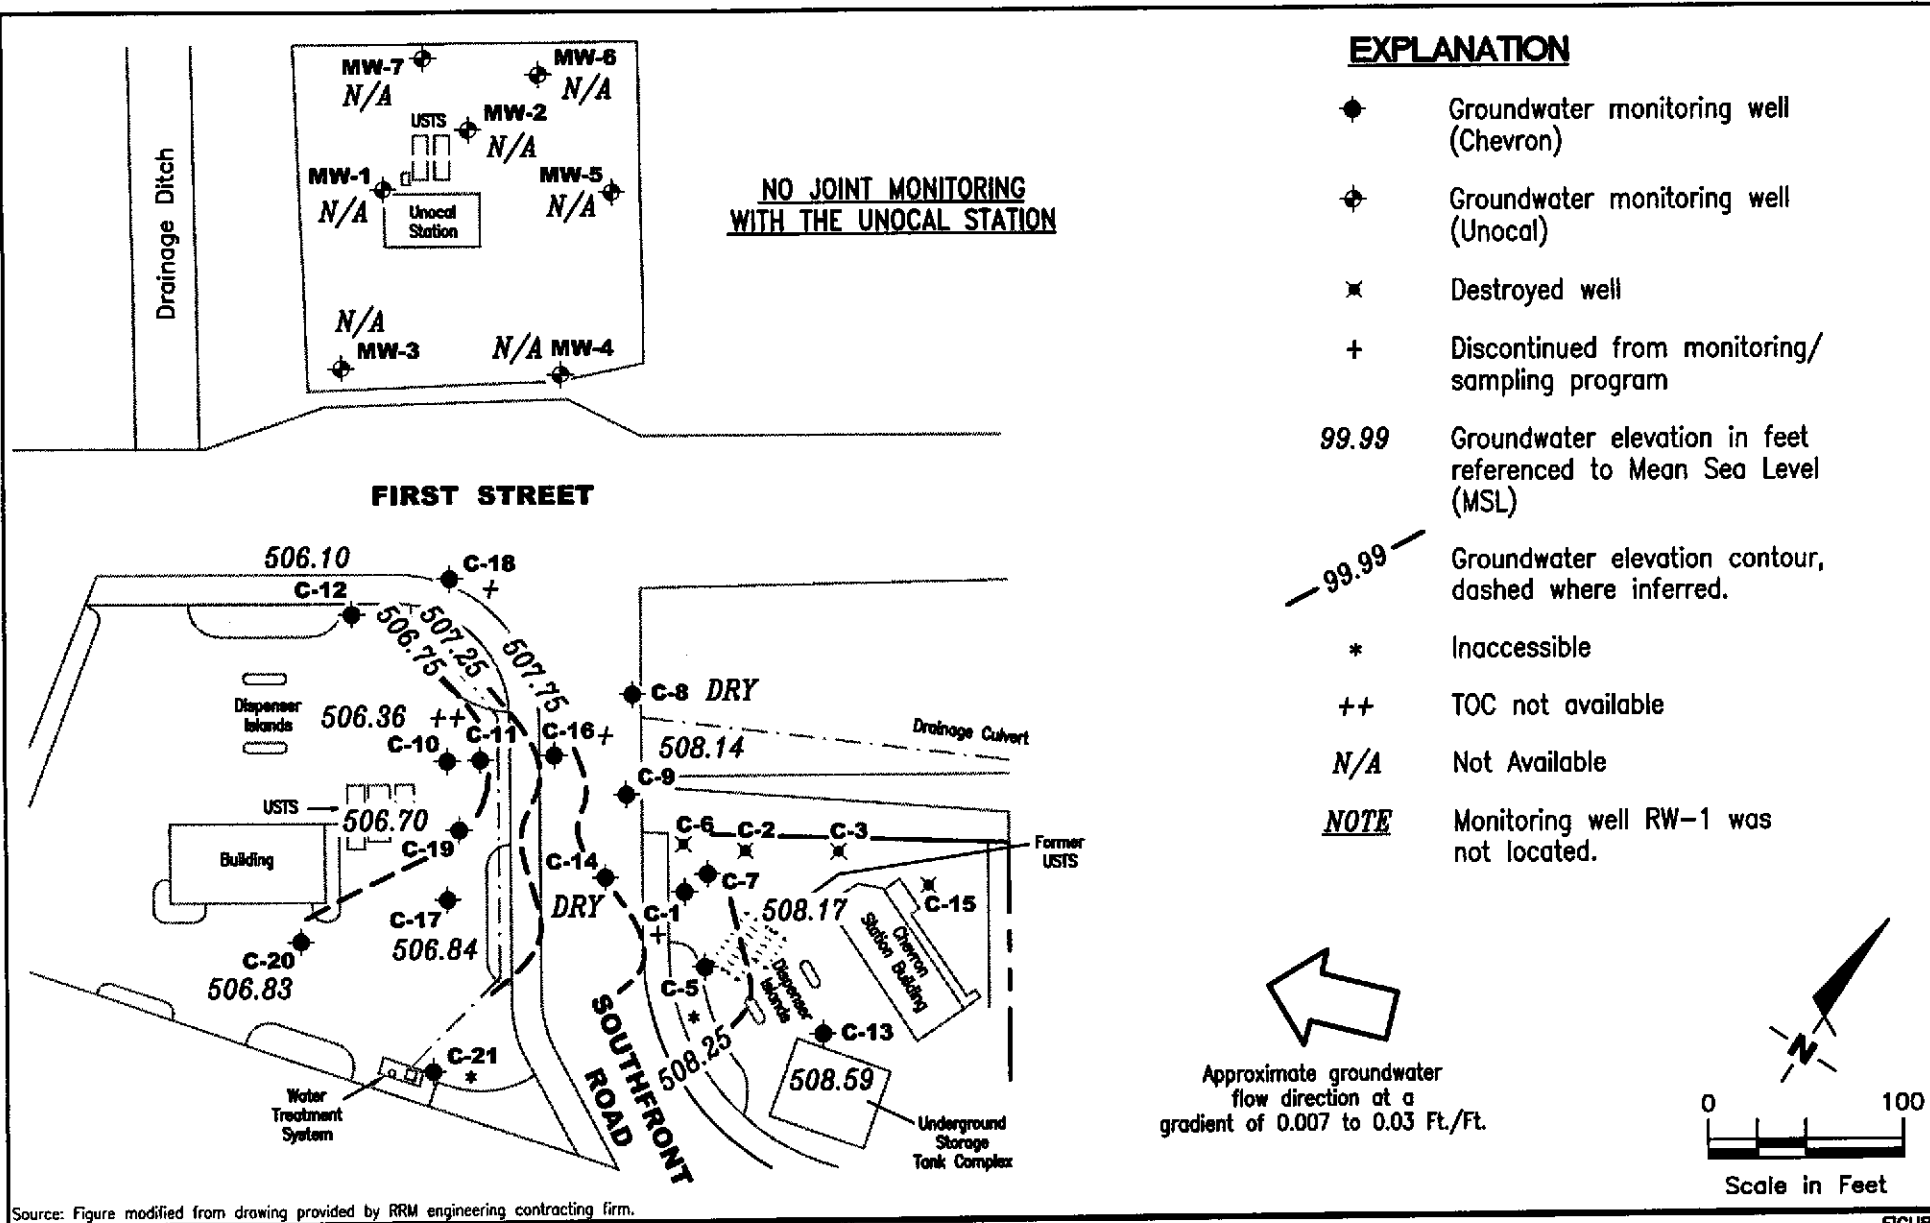 MW-7
N/A
MW-6
N/A
USTS
MW-2
N/A
MW-1
N/A
Unocal
Station
MW-5
N/A
N/A
MW-3
N/A MW-4
Drainage Ditch
NO JOINT MONITORING
WITH THE UNOCAL STATION
FIRST STREET
506.10
C-12
C-18
+
506.75
507.25
507.75
Dispenser
Islands
506.36
++
C-10
C-11
C-16
+
C-8 DRY
Drainage Culvert
508.14
C-9
USTS
506.70
C-19
Building
C-6
C-2
C-3
Former
USTS
C-14
DRY
C-7
C-1
+
508.17
C-15
C-17
506.84
C-20
506.83
C-5
*
Dispenser
Islands
Chevron
Station Building
C-13
508.25
508.59
C-21
*
Water
Treatment
System
SOUTHFRONT
ROAD
Underground
Storage
Tank Complex
EXPLANATION
Groundwater monitoring well
(Chevron)
Groundwater monitoring well
(Unocal)
Destroyed well
+ Discontinued from monitoring/
sampling program
99.99 Groundwater elevation in feet
referenced to Mean Sea Level
(MSL)
99.99 Groundwater elevation contour,
dashed where inferred.
* Inaccessible
++ TOC not available
N/A Not Available
NOTE Monitoring well RW-1 was
not located.
Approximate groundwater
flow direction at a
gradient of 0.007 to 0.03 Ft./Ft.
N
0 100
Scale in Feet
Source: Figure modified from drawing provided by RRM engineering contracting firm.